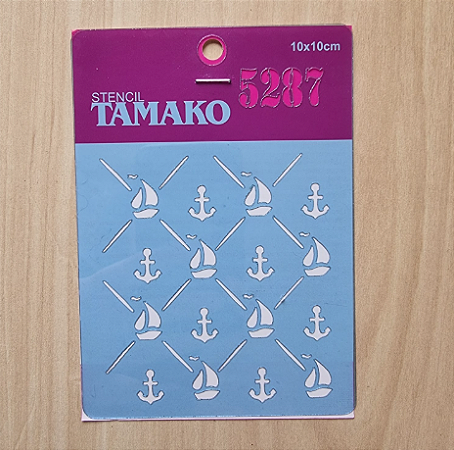 10x10cm
STENCIL
TAMAKO 5287